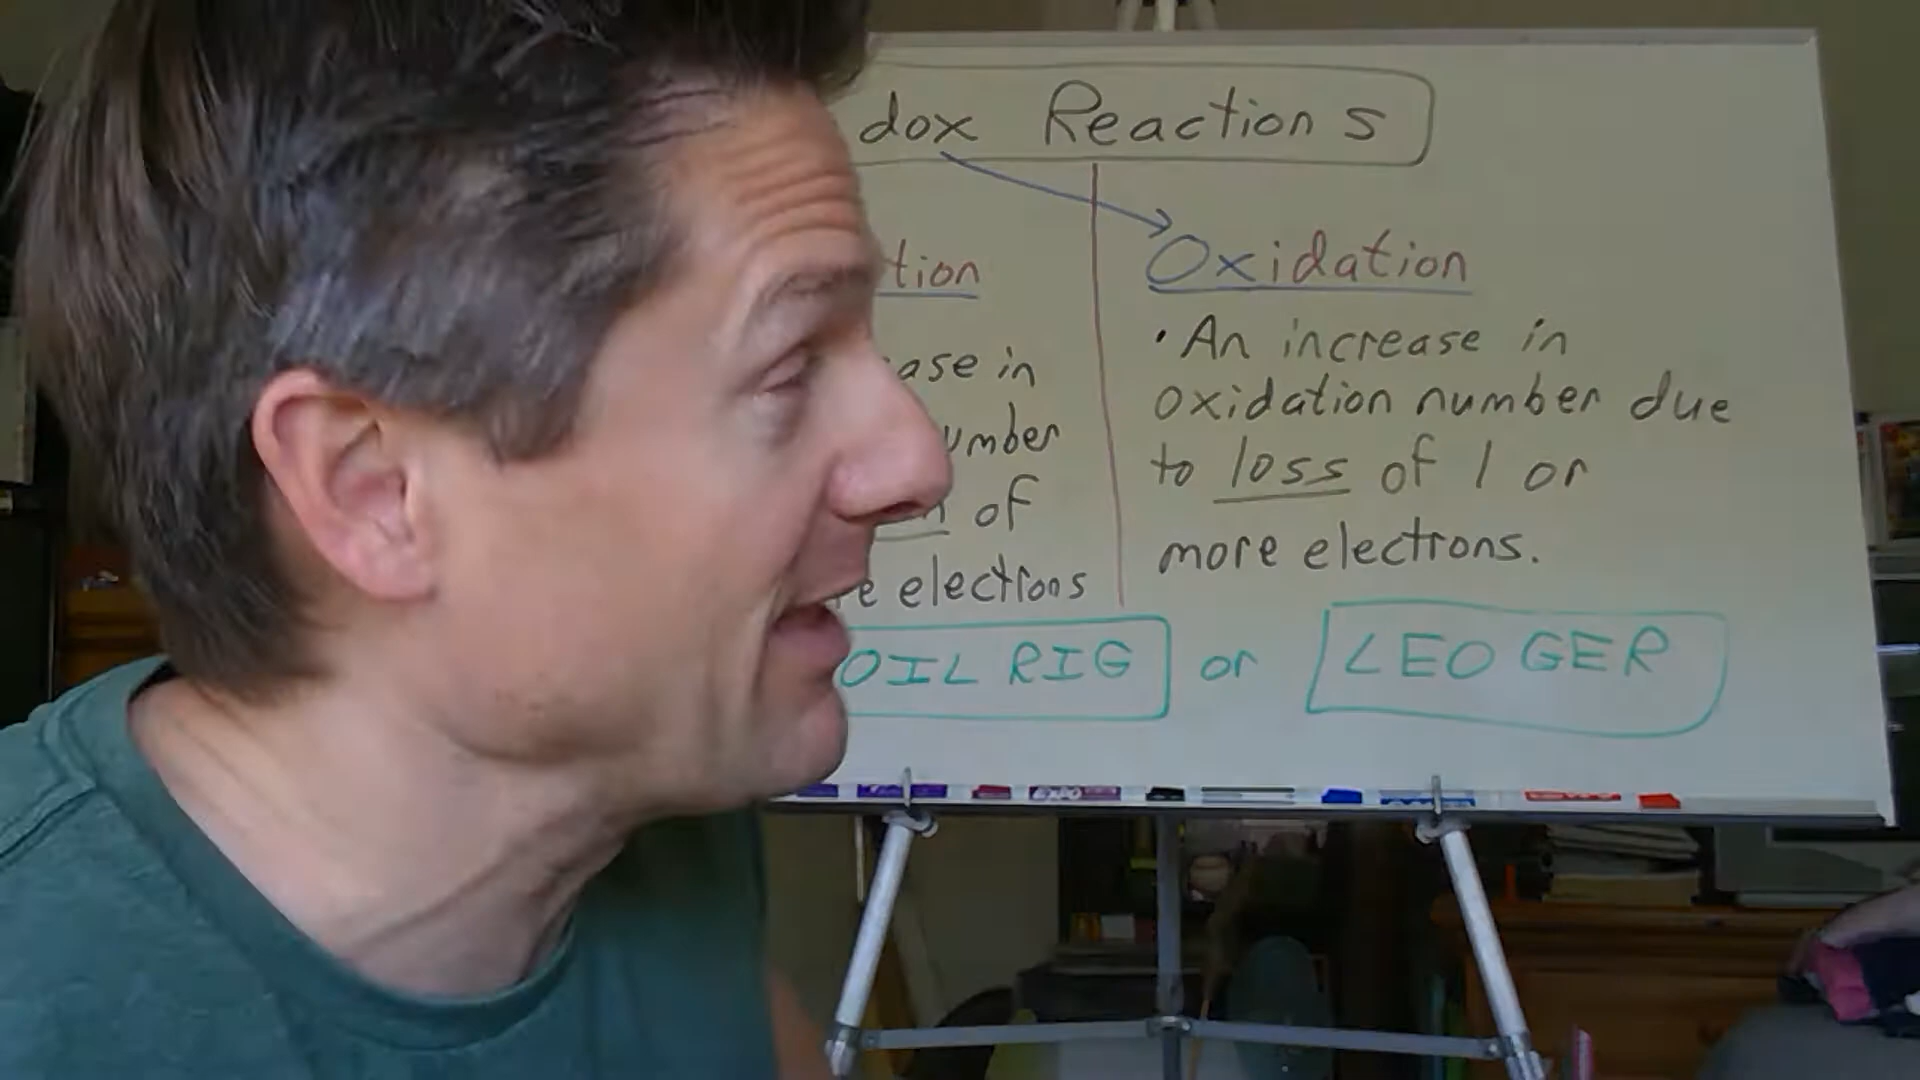 dox Reactions
tion
ase in
umber
of
e electrons
Oxidation
• An increase in
oxidation number due
to loss of 1 or
more electrons.
OIL RIG or LEO GER
EXPO